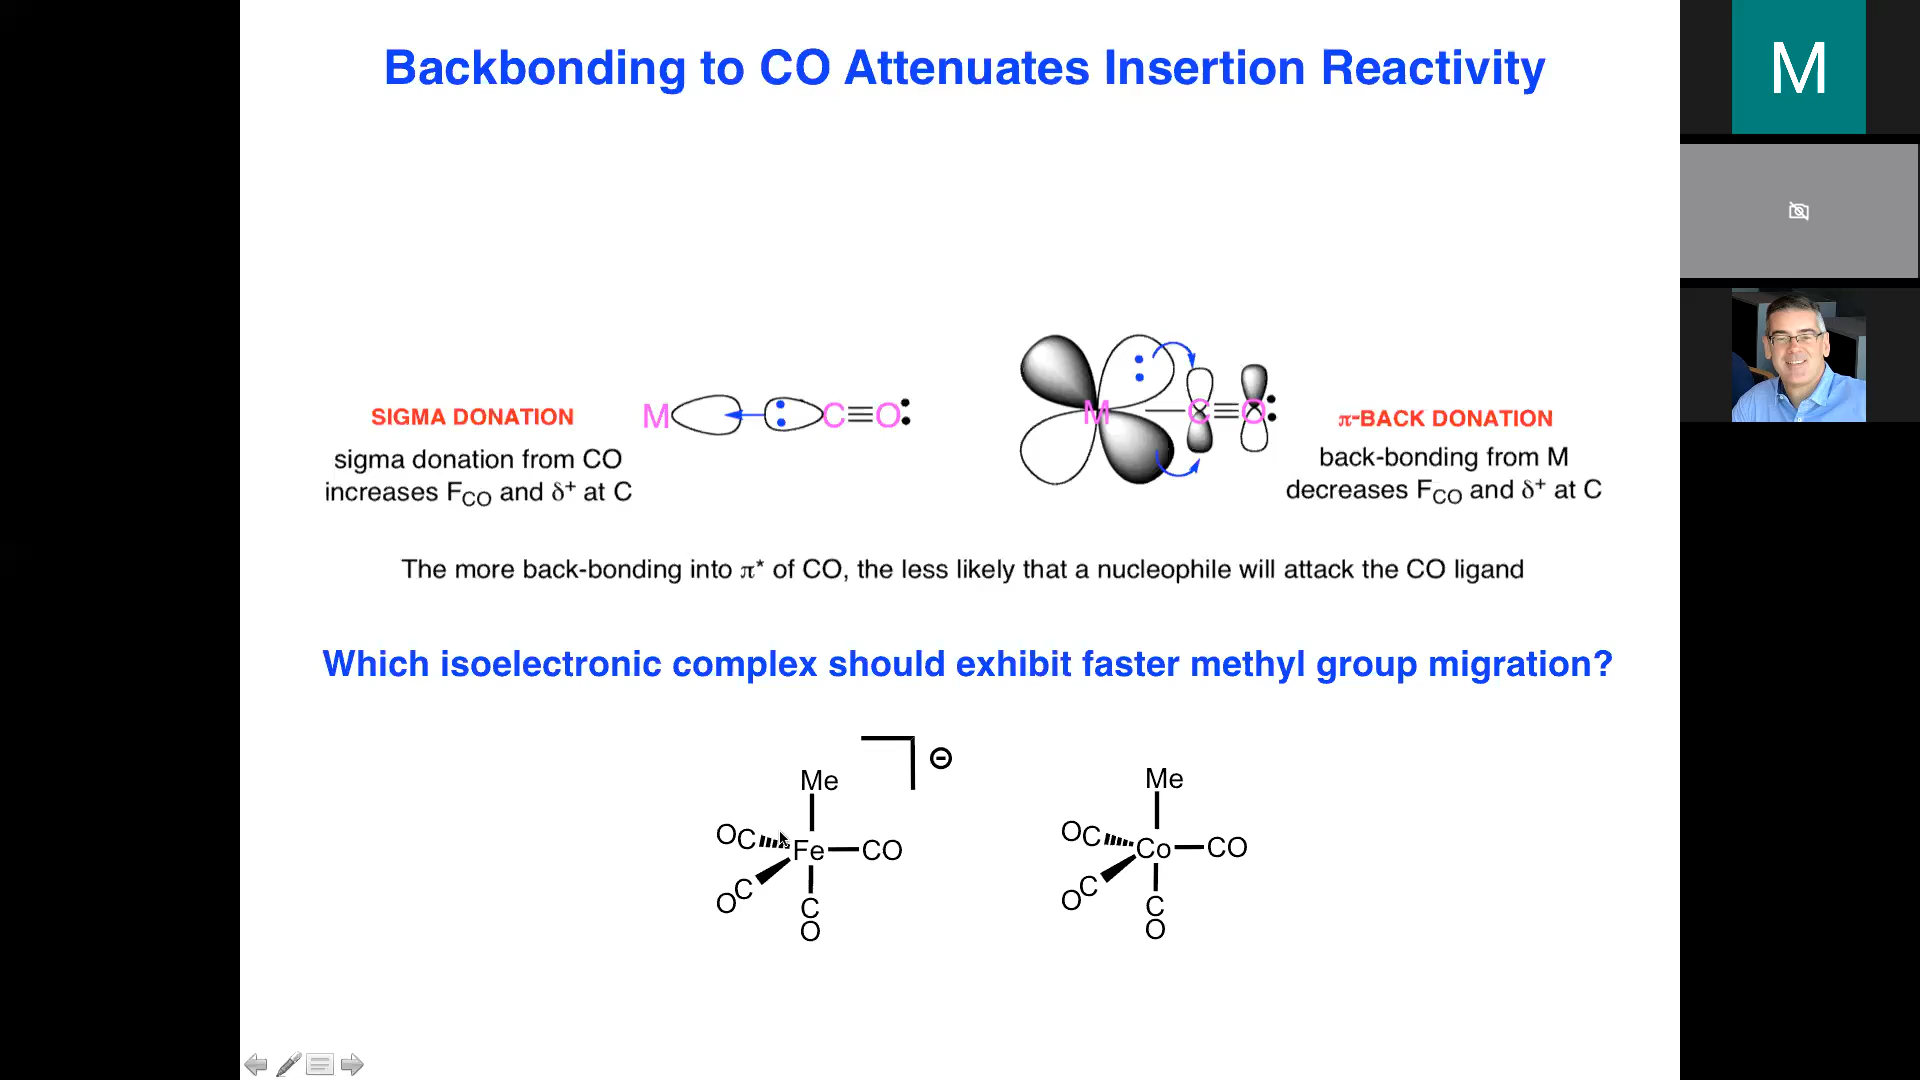 Backbonding to CO Attenuates Insertion Reactivity
M
SIGMA DONATION
sigma donation from CO
increases F_CO and δ⁺ at C
M C≡O:
M—C≡O:
π-BACK DONATION
back-bonding from M
decreases F_CO and δ⁺ at C
The more back-bonding into π* of CO, the less likely that a nucleophile will attack the CO ligand
Which isoelectronic complex should exhibit faster methyl group migration?
⊖
Me
OC Fe CO
OC
C
O
Me
OC Co CO
OC
C
O